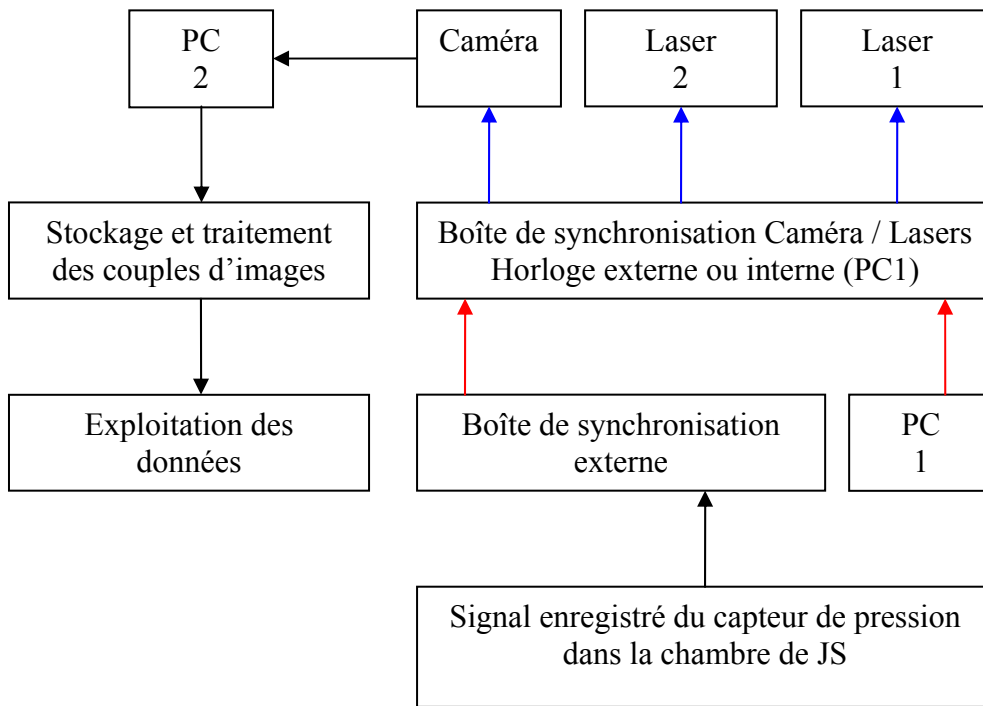 PC
2
Caméra
Laser
2
Laser
1
Stockage et traitement
des couples d'images
Boîte de synchronisation Caméra / Lasers
Horloge externe ou interne (PC1)
Exploitation des
données
Boîte de synchronisation
externe
PC
1
Signal enregistré du capteur de pression
dans la chambre de JS